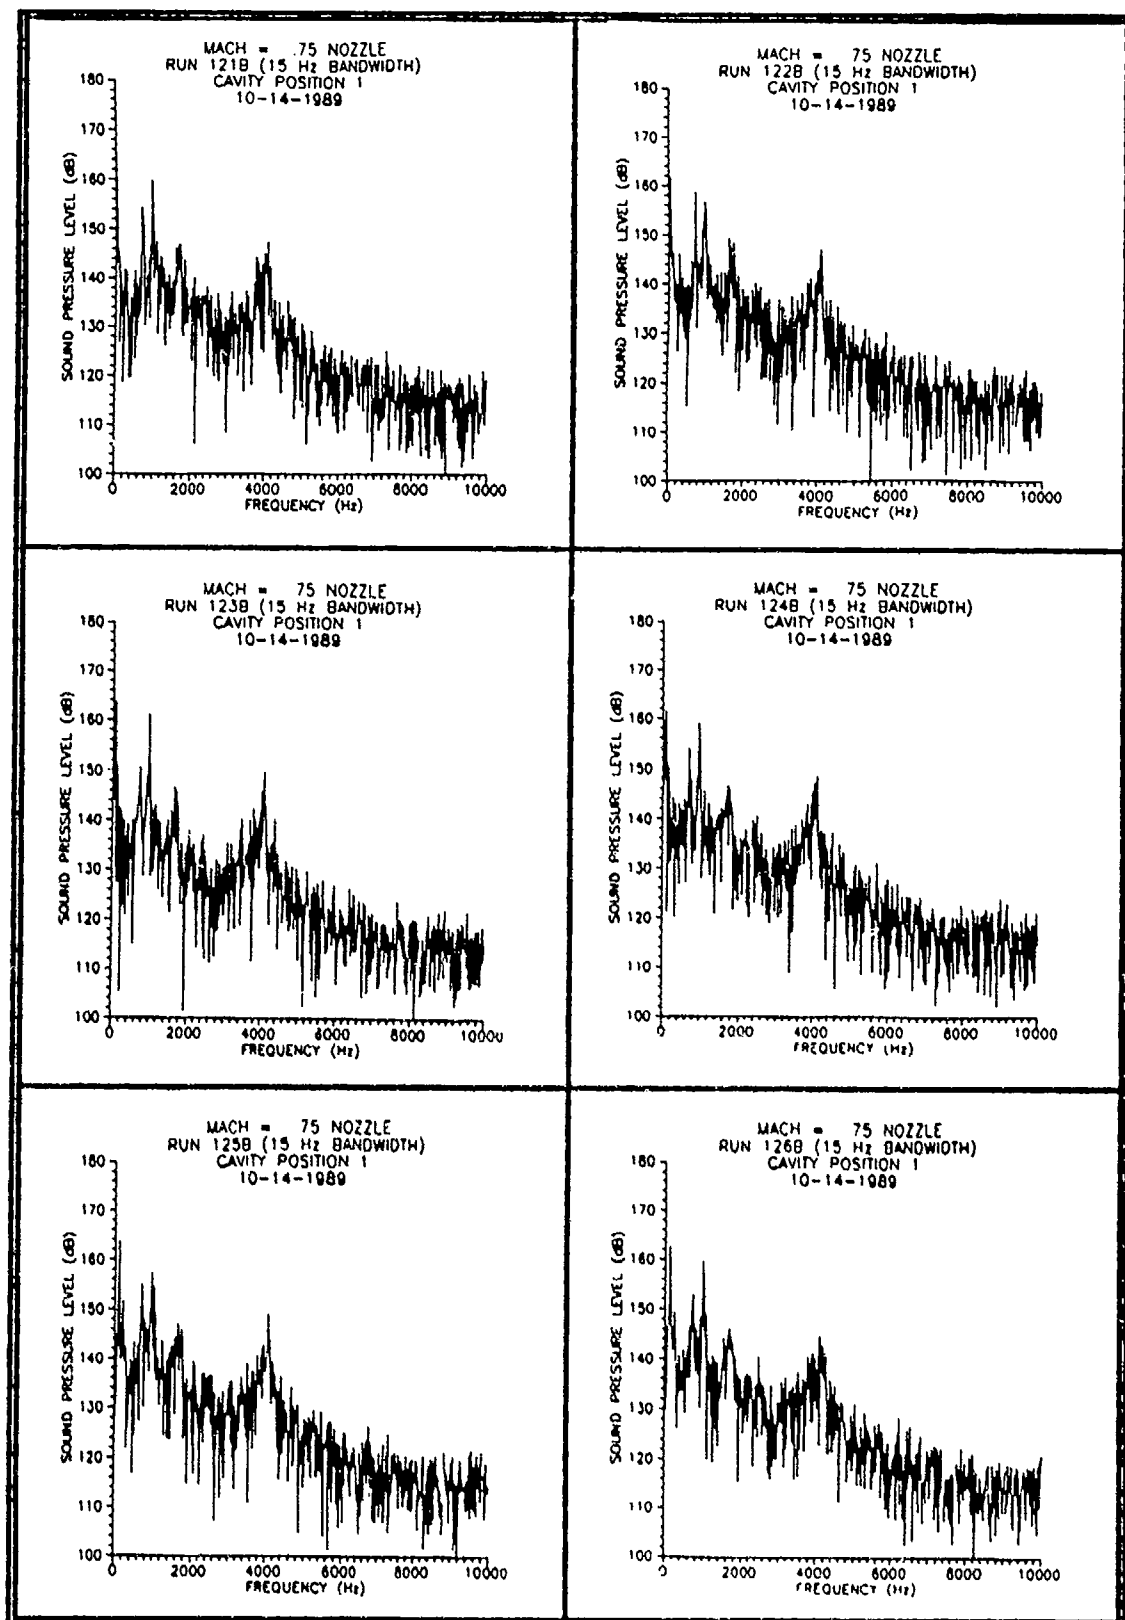 MACH = .75 NOZZLE
RUN 121B (15 Hz BANDWIDTH)
CAVITY POSITION 1
10-14-1989
SOUND PRESSURE LEVEL (dB)
180
170
160
150
140
130
120
110
100
0 2000 4000 6000 8000 10000
FREQUENCY (Hz)
MACH = 75 NOZZLE
RUN 122B (15 Hz BANDWIDTH)
CAVITY POSITION 1
10-14-1989
SOUND PRESSURE LEVEL (dB)
180
170
160
150
140
130
120
110
100
0 2000 4000 6000 8000 10000
FREQUENCY (Hz)
MACH = 75 NOZZLE
RUN 123B (15 Hz BANDWIDTH)
CAVITY POSITION 1
10-14-1989
SOUND PRESSURE LEVEL (dB)
180
170
160
150
140
130
120
110
100
0 2000 4000 6000 8000 10000
FREQUENCY (Hz)
MACH = 75 NOZZLE
RUN 124B (15 Hz BANDWIDTH)
CAVITY POSITION 1
10-14-1989
SOUND PRESSURE LEVEL (dB)
180
170
160
150
140
130
120
110
100
0 2000 4000 6000 8000 10000
FREQUENCY (Hz)
MACH = 75 NOZZLE
RUN 125B (15 Hz BANDWIDTH)
CAVITY POSITION 1
10-14-1989
SOUND PRESSURE LEVEL (dB)
180
170
160
150
140
130
120
110
100
0 2000 4000 6000 8000 10000
FREQUENCY (Hz)
MACH = 75 NOZZLE
RUN 126B (15 Hz BANDWIDTH)
CAVITY POSITION 1
10-14-1989
SOUND PRESSURE LEVEL (dB)
180
170
160
150
140
130
120
110
100
0 2000 4000 6000 8000 10000
FREQUENCY (Hz)